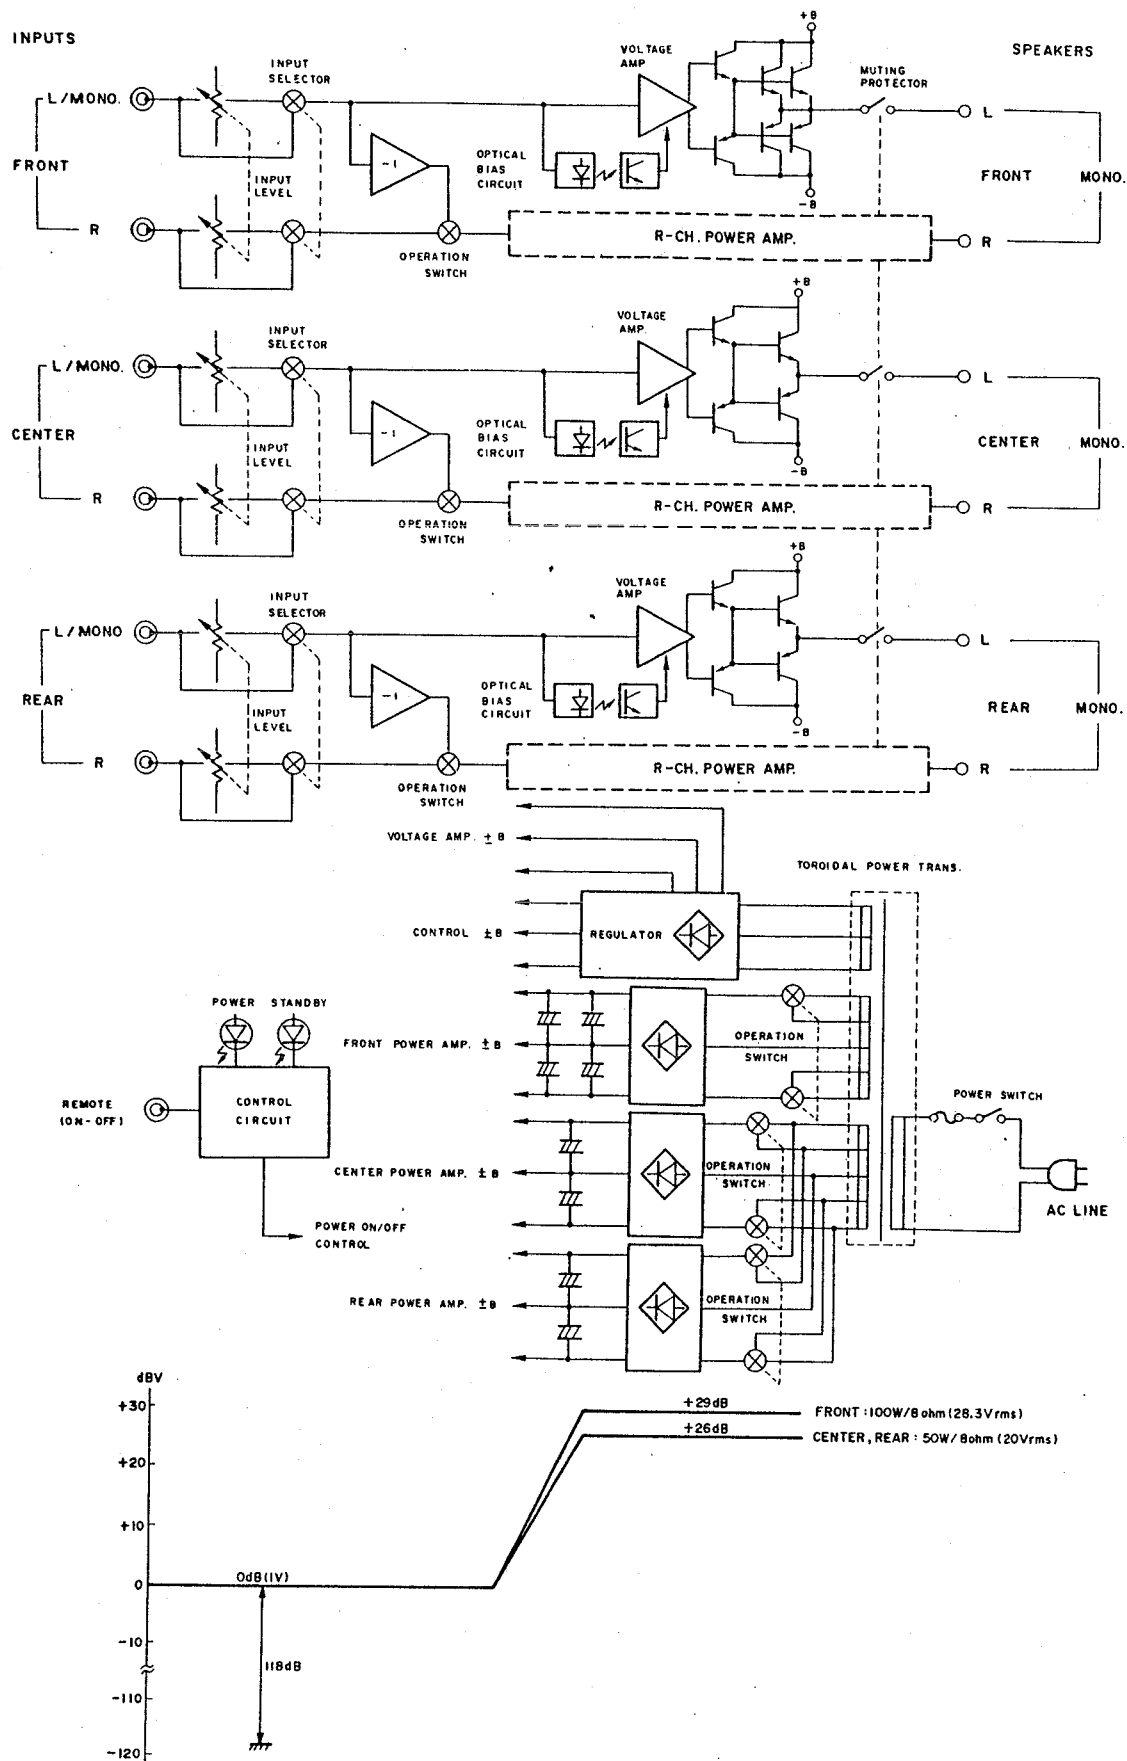 INPUTS
SPEAKERS
+B
VOLTAGE
AMP
INPUT
SELECTOR
MUTING
PROTECTOR
L/MONO.
L
FRONT
-1
OPTICAL
BIAS
CIRCUIT
INPUT
LEVEL
FRONT
MONO.
-B
R
OPERATION
SWITCH
R-CH. POWER AMP.
R
+B
VOLTAGE
AMP.
INPUT
SELECTOR
L/MONO.
L
CENTER
-1
OPTICAL
BIAS
CIRCUIT
INPUT
LEVEL
CENTER
MONO.
-B
R
OPERATION
SWITCH
R-CH. POWER AMP.
R
+B
VOLTAGE
AMP
INPUT
SELECTOR
L/MONO
L
REAR
-1
OPTICAL
BIAS
CIRCUIT
INPUT
LEVEL
REAR
MONO.
-B
R
OPERATION
SWITCH
R-CH. POWER AMP.
R
VOLTAGE AMP. ±B
TOROIDAL POWER TRANS.
CONTROL ±B
REGULATOR
POWER STANDBY
FRONT POWER AMP. ±B
OPERATION
SWITCH
REMOTE
(ON-OFF)
CONTROL
CIRCUIT
POWER SWITCH
CENTER POWER AMP. ±B
OPERATION
SWITCH
AC LINE
POWER ON/OFF
CONTROL
REAR POWER AMP. ±B
OPERATION
SWITCH
dBV
+30
+29dB
FRONT : 100W/8ohm (28.3Vrms)
+26dB
CENTER, REAR : 50W/8ohm (20Vrms)
+20
+10
0
0dB(1V)
-10
118dB
-110
-120